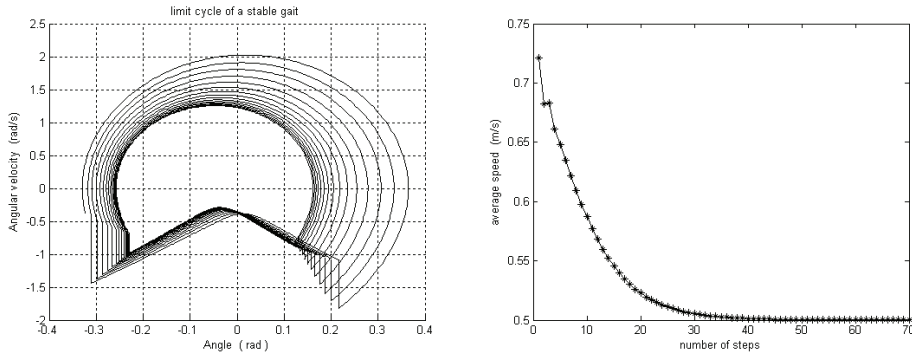 limit cycle of a stable gait
2.5
2
1.5
1
0.5
0
-0.5
-1
-1.5
-2
-0.4 -0.3 -0.2 -0.1 0 0.1 0.2 0.3 0.4
Angle ( rad )
Angular velocity (rad/s)
0.75
0.7
0.65
0.6
0.55
0.5
0 10 20 30 40 50 60 70
number of steps
average speed (m/s)